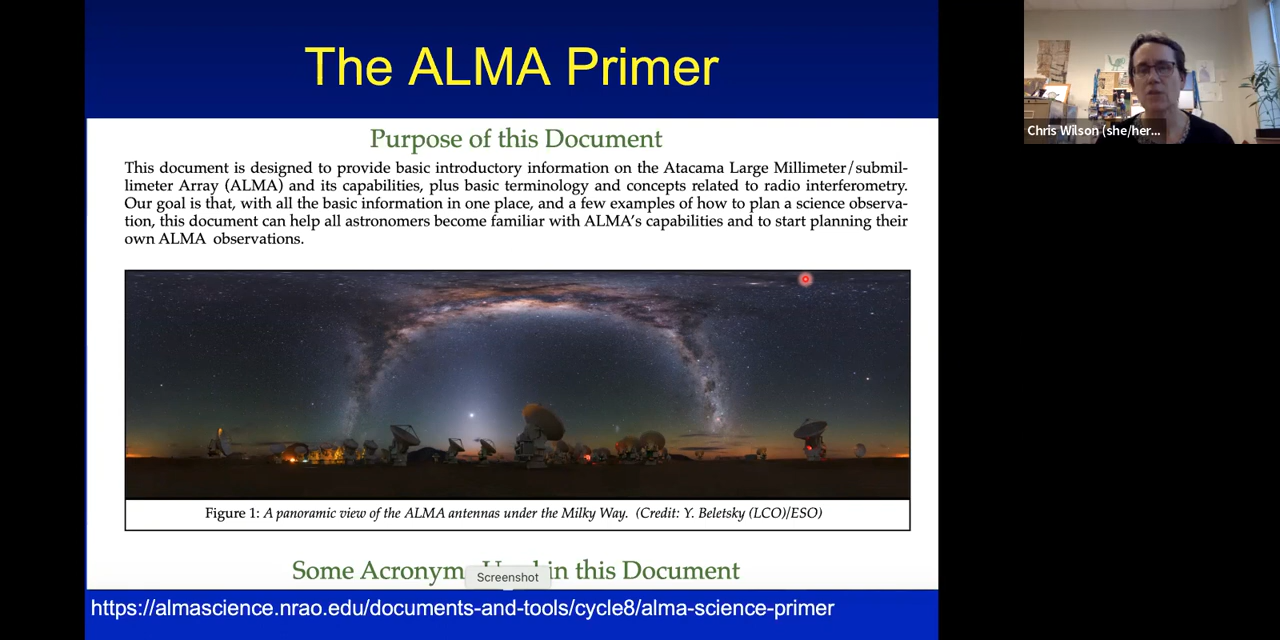 The ALMA Primer
Purpose of this Document
This document is designed to provide basic introductory information on the Atacama Large Millimeter/submil-
limeter Array (ALMA) and its capabilities, plus basic terminology and concepts related to radio interferometry.
Our goal is that, with all the basic information in one place, and a few examples of how to plan a science observa-
tion, this document can help all astronomers become familiar with ALMA's capabilities and to start planning their
own ALMA observations.
Figure 1: A panoramic view of the ALMA antennas under the Milky Way. (Credit: Y. Beletsky (LCO)/ESO)
Some Acronym in this Document
Screenshot
https://almascience.nrao.edu/documents-and-tools/cycle8/alma-science-primer
Chris Wilson (she/her...